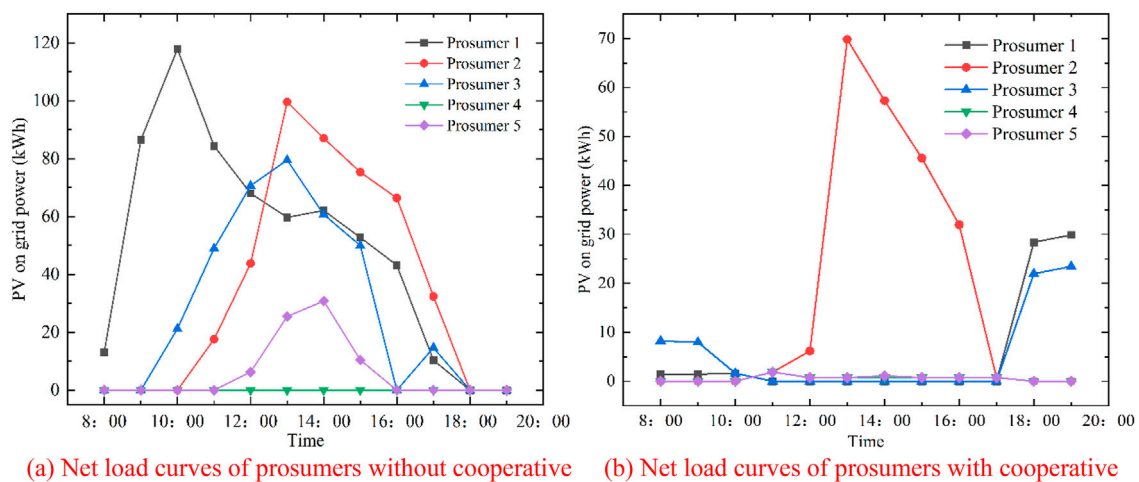 (a)
120
100
80
60
40
20
0
PV on grid power (kWh)
Prosumer 1
Prosumer 2
Prosumer 3
Prosumer 4
Prosumer 5
8: 00 10: 00 12: 00 14: 00 16: 00 18: 00 20: 00
Time
(a) Net load curves of prosumers without cooperative
(b)
70
60
50
40
30
20
10
0
PV on grid power (kWh)
Prosumer 1
Prosumer 2
Prosumer 3
Prosumer 4
Prosumer 5
8: 00 10: 00 12: 00 14: 00 16: 00 18: 00 20: 00
Time
(b) Net load curves of prosumers with cooperative